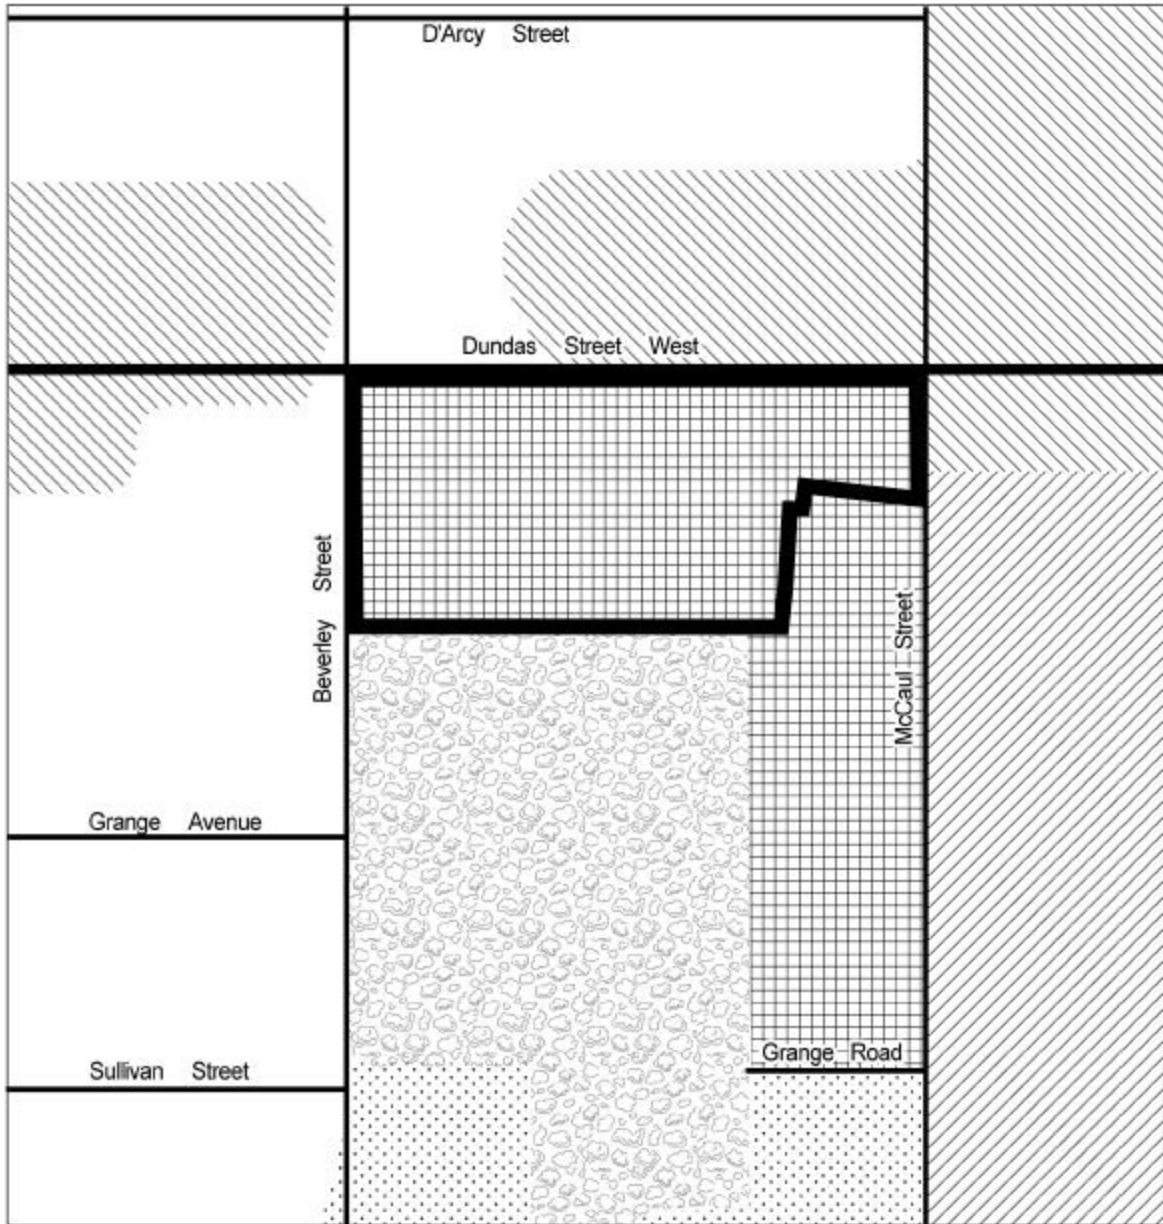 D'Arcy Street
Dundas Street West
Beverley Street
McCaul Street
Grange Avenue
Grange Road
Sullivan Street